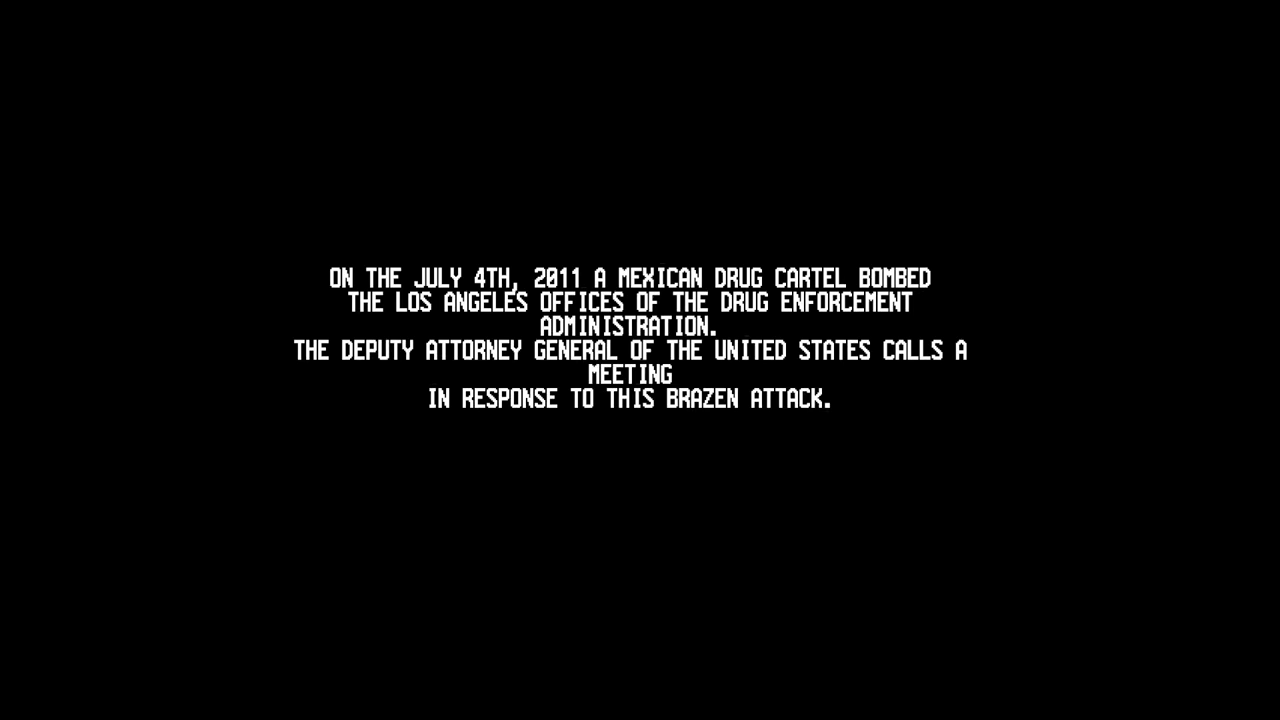 ON THE JULY 4TH, 2011 A MEXICAN DRUG CARTEL BOMBED
THE LOS ANGELES OFFICES OF THE DRUG ENFORCEMENT
ADMINISTRATION.
THE DEPUTY ATTORNEY GENERAL OF THE UNITED STATES CALLS A
MEETING
IN RESPONSE TO THIS BRAZEN ATTACK.